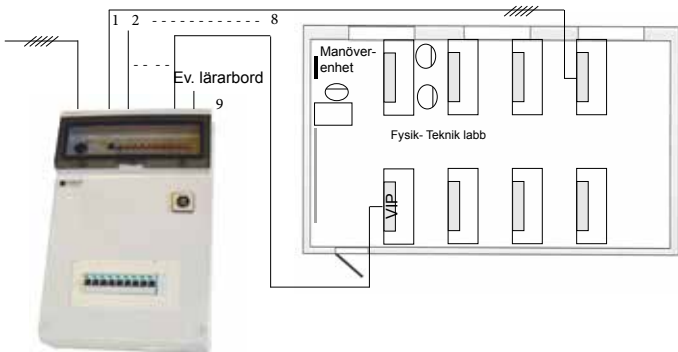 1 2 8
Ev. lärarbord
9
Manöver-
enhet
Fysik- Teknik labb
VIP